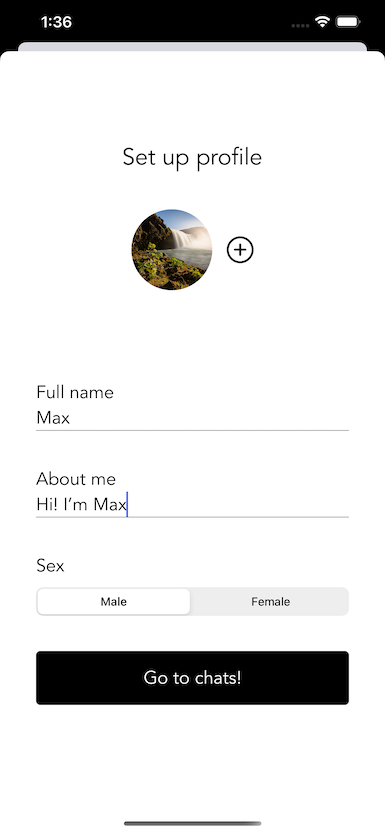 1:36
Set up profile
Full name
Max
About me
Hi! I’m Max
Sex
Male Female
Go to chats!